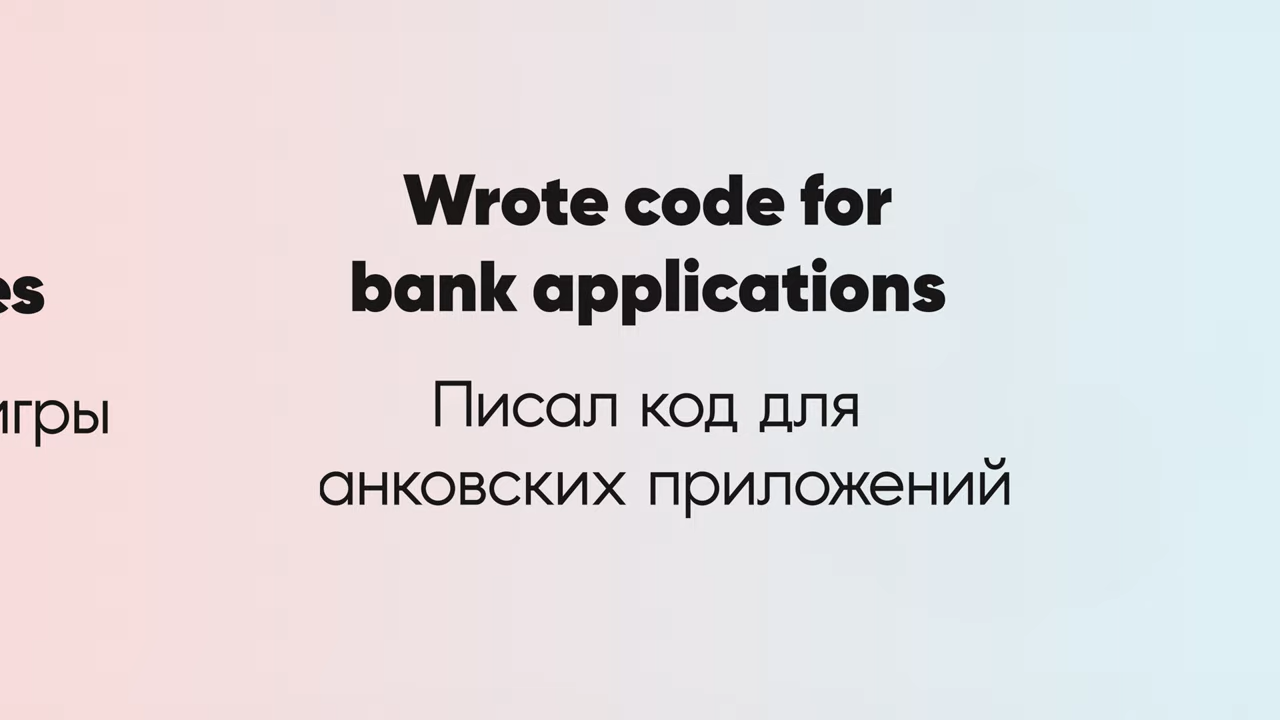 es
игры
Wrote code for
bank applications
Писал код для
анковских приложений